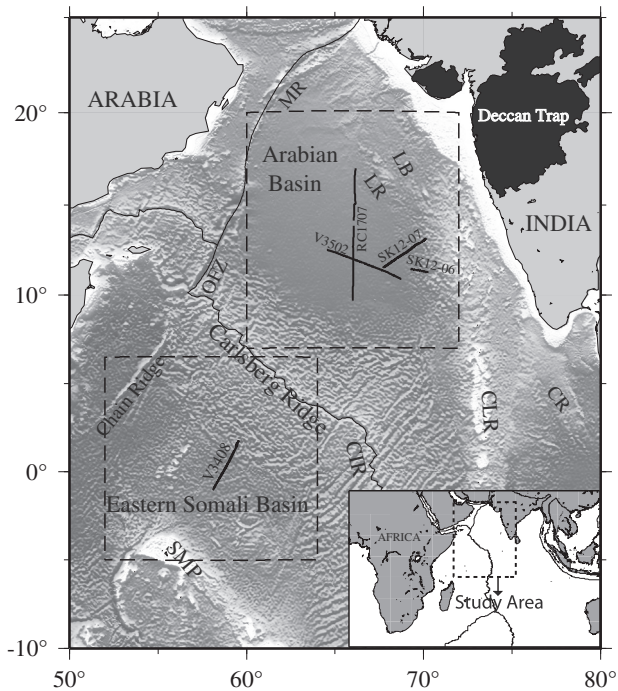 20°
10°
0°
-10°
50°
60°
70°
80°
ARABIA
MR
Deccan Trap
Arabian
Basin
LB
LR
INDIA
RC1707
V3502
SK12-07
SK12-06
OFZ
Carlsberg Ridge
Chain Ridge
CLR
CR
CIR
V3408
Eastern Somali Basin
SMP
AFRICA
Study Area